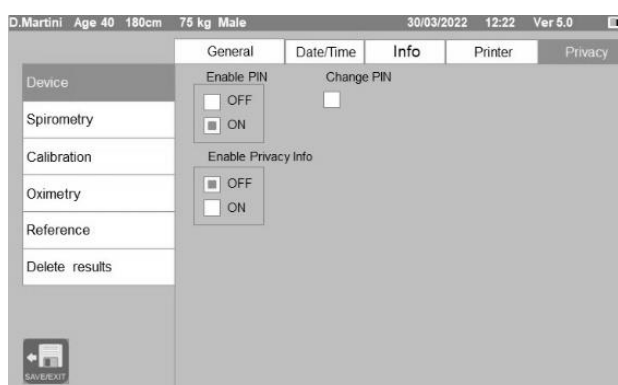 D.Martini Age 40 180cm 75 kg Male 30/03/2022 12:22 Ver 5.0
General Date/Time Info Printer Privacy
Device
Spirometry
Calibration
Oximetry
Reference
Delete results
Enable PIN Change PIN
OFF
ON
Enable Privacy Info
OFF
ON
SAVE/EXIT